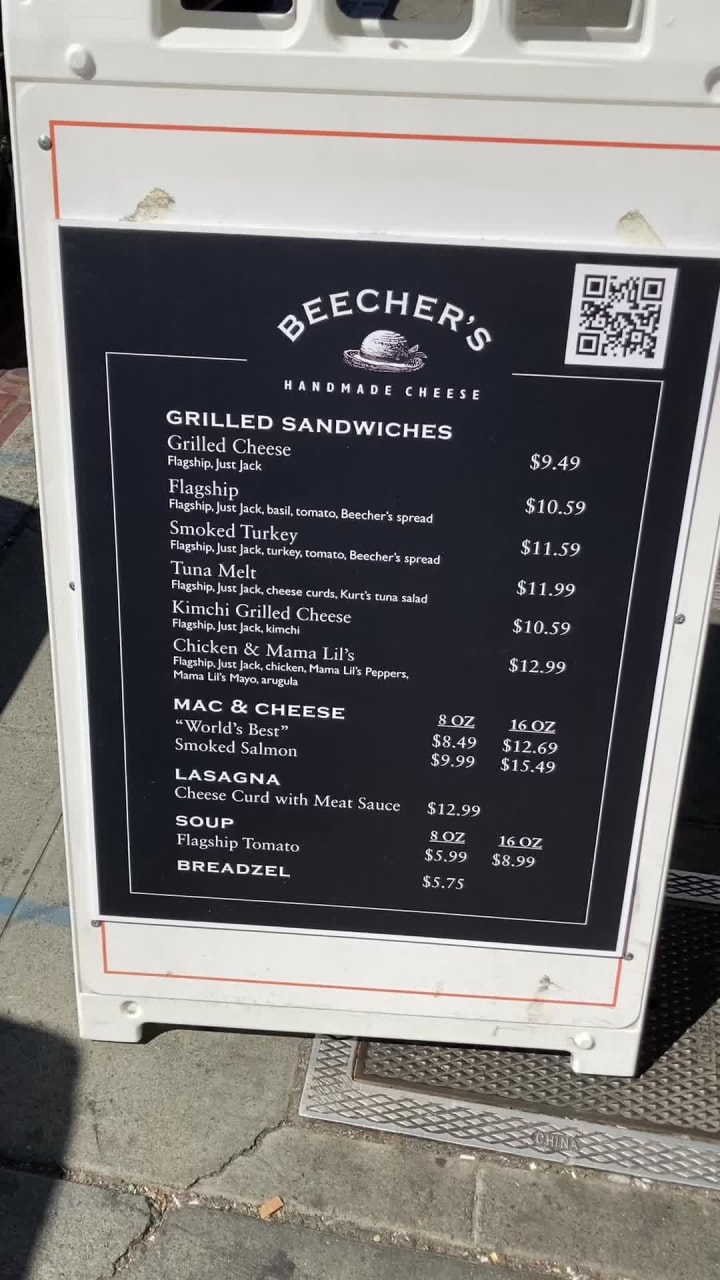 BEECHER'S
HANDMADE CHEESE
GRILLED SANDWICHES
Grilled Cheese $9.49
Flagship, Just Jack
Flagship $10.59
Flagship, Just Jack, basil, tomato, Beecher's spread
Smoked Turkey $11.59
Flagship, Just Jack, turkey, tomato, Beecher's spread
Tuna Melt $11.99
Flagship, Just Jack, cheese curds, Kurt's tuna salad
Kimchi Grilled Cheese $10.59
Flagship, Just Jack, kimchi
Chicken & Mama Lil's $12.99
Flagship, Just Jack, chicken, Mama Lil's Peppers,
Mama Lil's Mayo, arugula
MAC & CHEESE 8 OZ 16 OZ
“World's Best” $8.49 $12.69
Smoked Salmon $9.99 $15.49
LASAGNA
Cheese Curd with Meat Sauce $12.99
SOUP 8 OZ 16 OZ
Flagship Tomato $5.99 $8.99
BREADZEL $5.75
CHINA